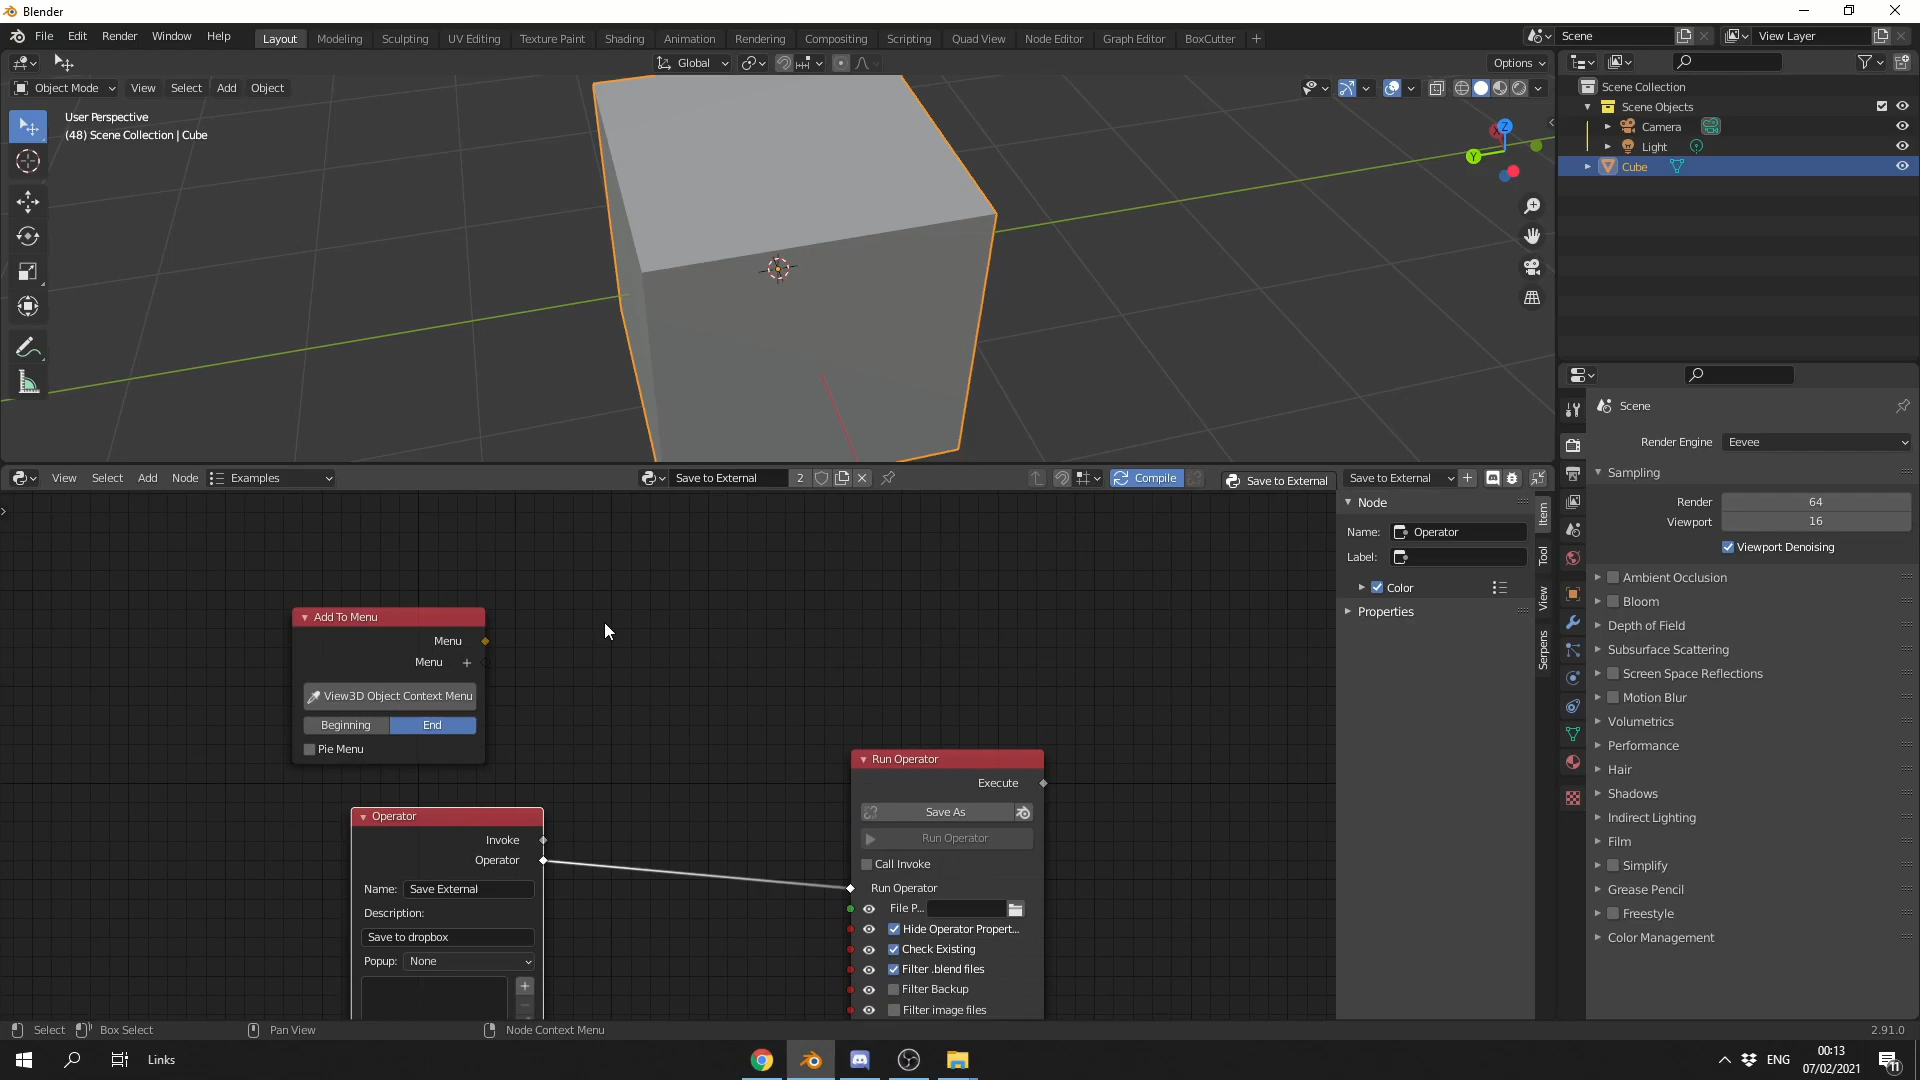 Blender
File Edit Render Window Help
Layout Modeling Sculpting UV Editing Texture Paint Shading Animation Rendering Compositing Scripting Quad View Node Editor Graph Editor BoxCutter +
Scene
View Layer
Global
Options
Object Mode View Select Add Object
User Perspective
(48) Scene Collection | Cube
X
Y
Z
Scene Collection
Scene Objects
Camera
Light
Cube
Scene
Render Engine Eevee
Sampling
Render 64
Viewport 16
Viewport Denoising
Ambient Occlusion
Bloom
Depth of Field
Subsurface Scattering
Screen Space Reflections
Motion Blur
Volumetrics
Performance
Hair
Shadows
Indirect Lighting
Film
Simplify
Grease Pencil
Freestyle
Color Management
View Select Add Node Examples
Save to External 2
Compile
Save to External
Save to External
Node
Name: Operator
Label:
Color
Properties
Item
Tool
View
Serpens
Add To Menu
Menu
Menu +
View3D Object Context Menu
Beginning End
Pie Menu
Operator
Invoke
Operator
Name: Save External
Description:
Save to dropbox
Popup: None
Run Operator
Execute
Save As
Run Operator
Call Invoke
Run Operator
File P...
Hide Operator Propert...
Check Existing
Filter .blend files
Filter Backup
Filter image files
Select Box Select Pan View Node Context Menu
2.91.0
Links
ENG
00:13
07/02/2021
11